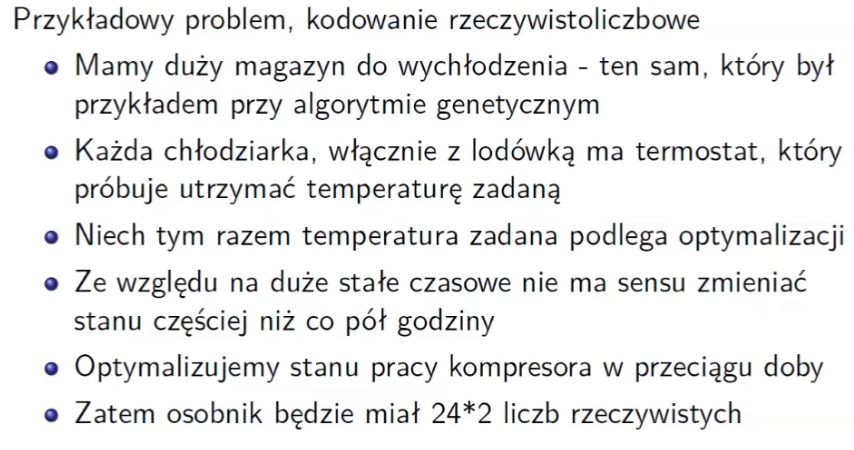 Przykładowy problem, kodowanie rzeczywistoliczbowe
Mamy duży magazyn do wychłodzenia - ten sam, który był
przykładem przy algorytmie genetycznym
Każda chłodziarka, włącznie z lodówką ma termostat, który
próbuje utrzymać temperaturę zadaną
Niech tym razem temperatura zadana podlega optymalizacji
Ze względu na duże stałe czasowe nie ma sensu zmieniać
stanu częściej niż co pół godziny
Optymalizujemy stanu pracy kompresora w przeciągu doby
Zatem osobnik będzie miał 24*2 liczb rzeczywistych